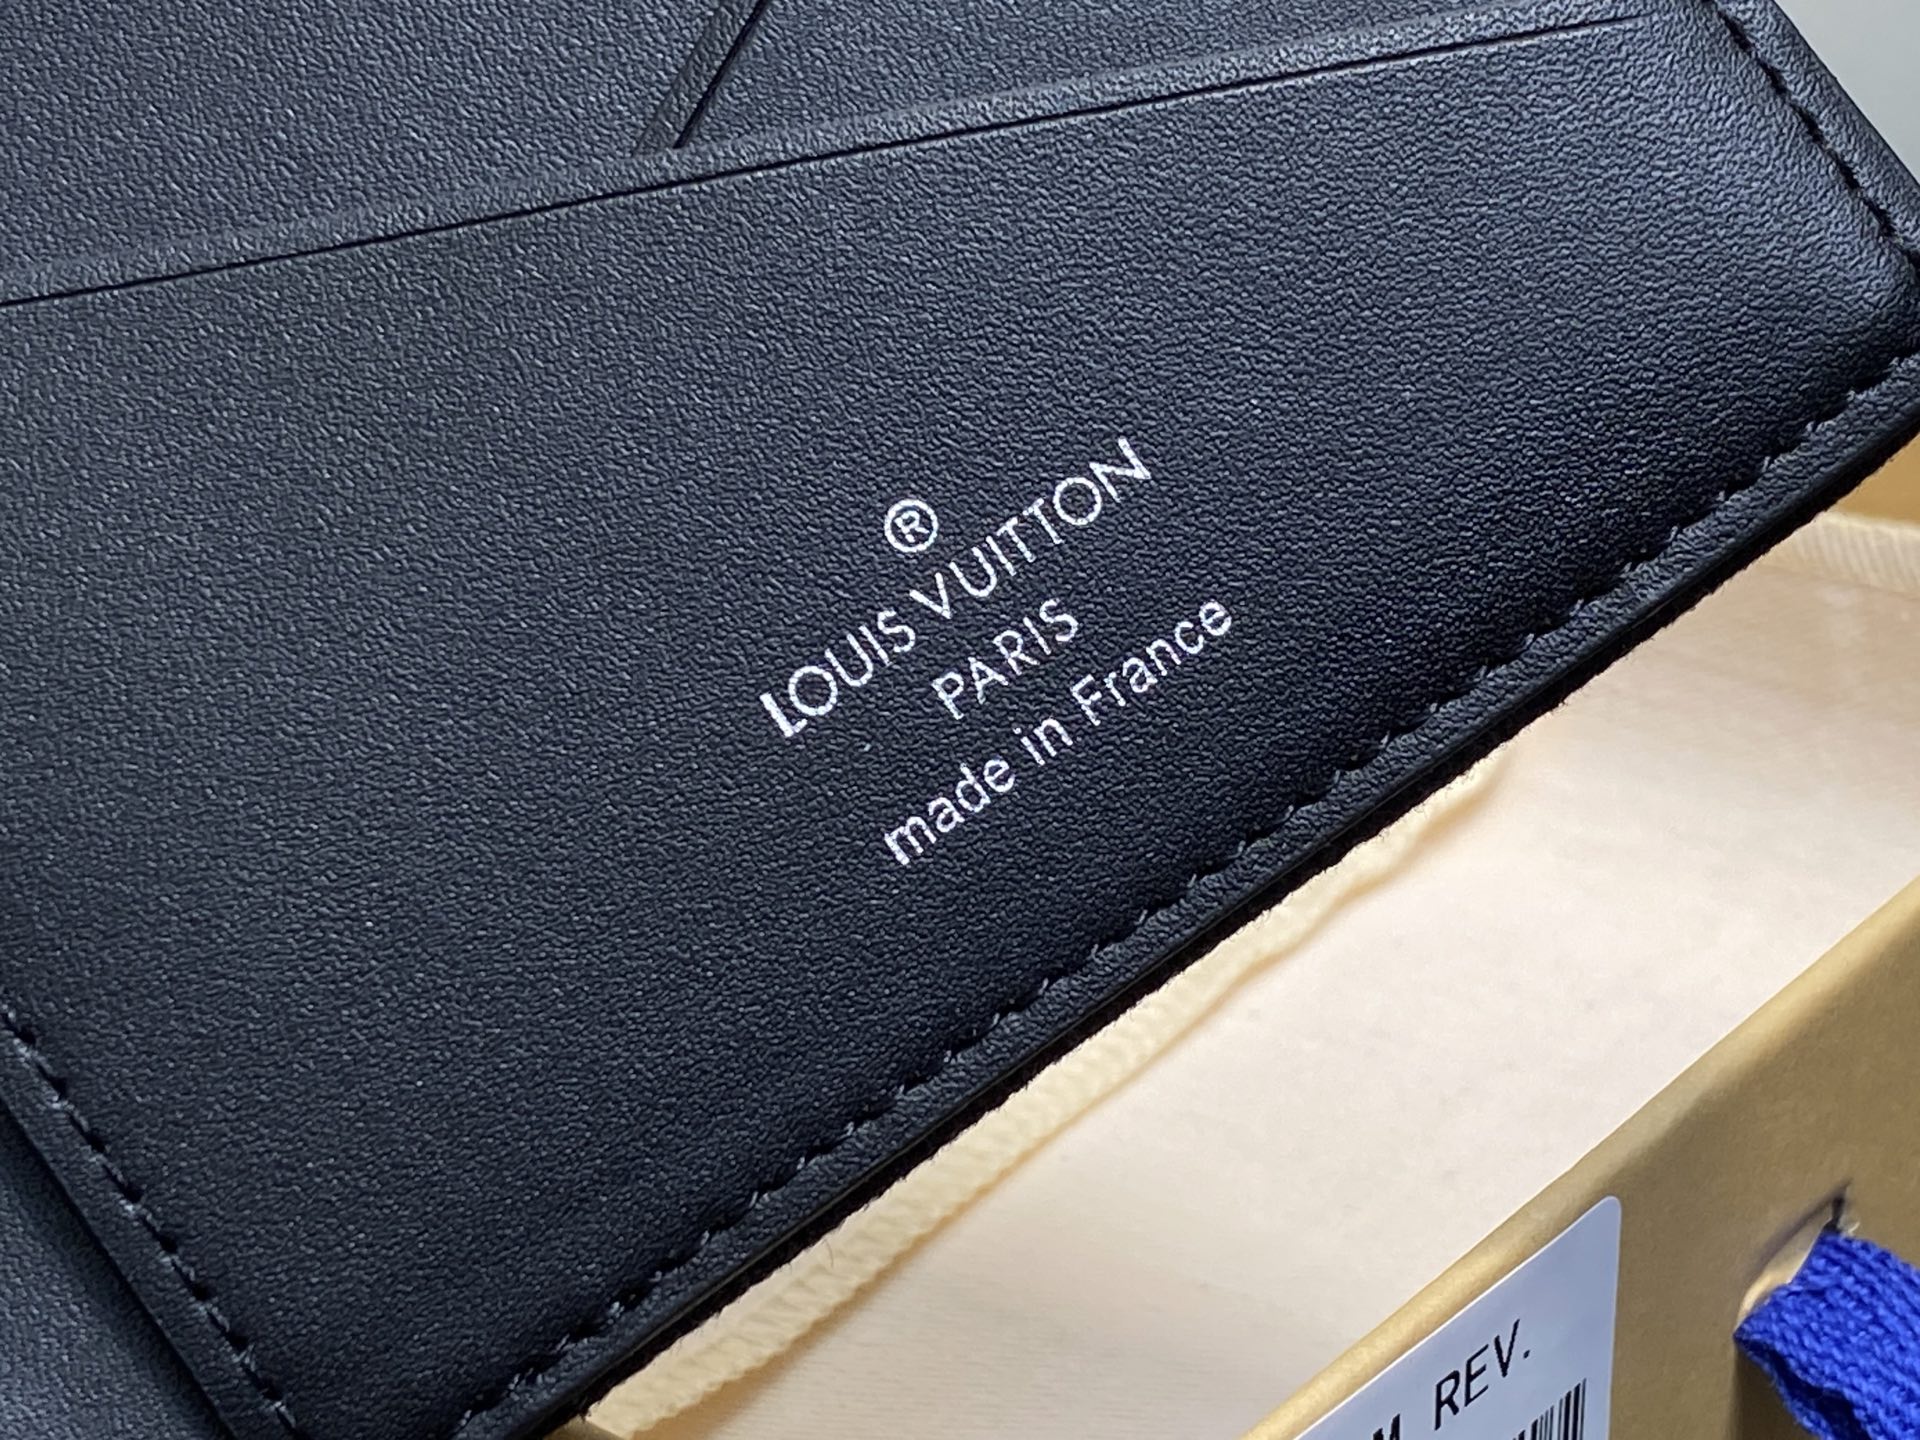 ®
LOUIS VUITTON
PARIS
made in France
M REV.